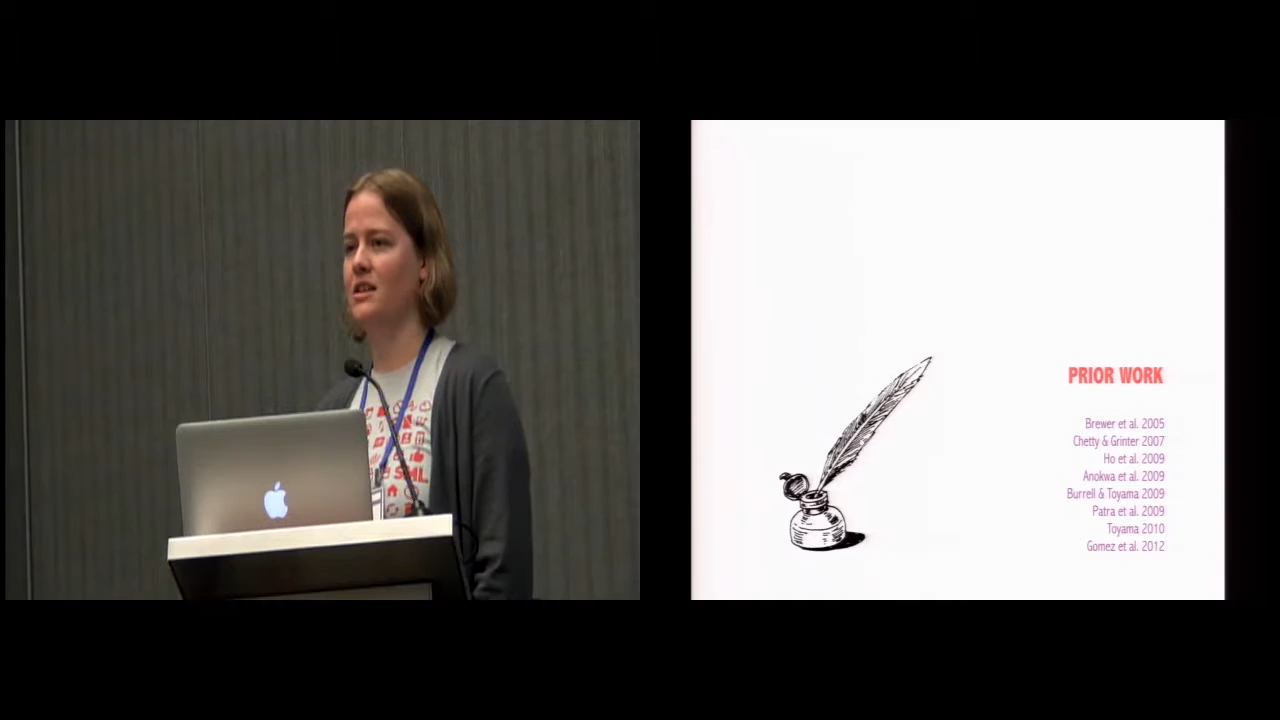 PRIOR WORK
Brewer et al. 2005
Chetty & Grinter 2007
Ho et al. 2009
Anokwa et al. 2009
Burrell & Toyama 2009
Patra et al. 2009
Toyama 2010
Gomez et al. 2012